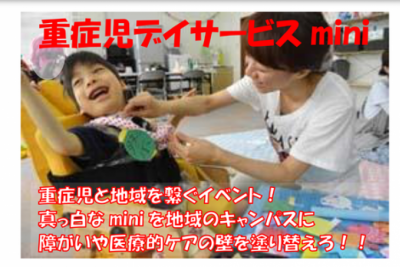 重症児デイサービス mini
重症児と地域を繋ぐイベント！
真っ白な mini を地域のキャンパスに
障がいや医療的ケアの壁を塗り替えろ！！